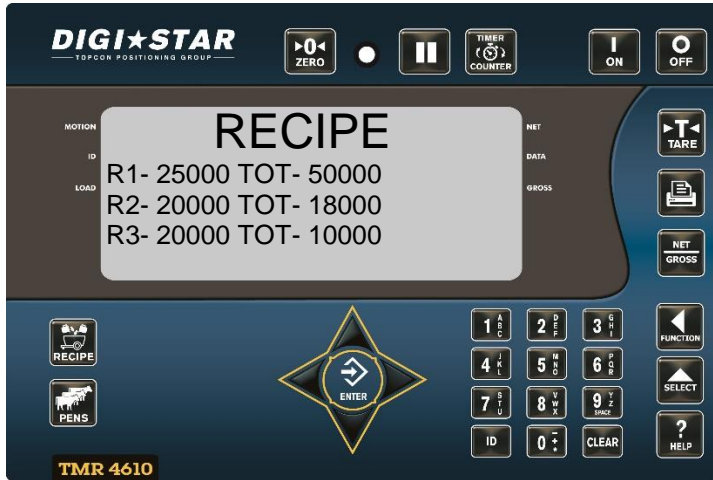 DIGI★STAR
TOPCON POSITIONING GROUP
▸0◂
ZERO
TIMER
COUNTER
I
ON
O
OFF
MOTION
ID
LOAD
RECIPE
R1- 25000 TOT- 50000
R2- 20000 TOT- 18000
R3- 20000 TOT- 10000
NET
DATA
GROSS
▸T◂
TARE
NET
GROSS
RECIPE
PENS
ENTER
1 A B C
2 D E F
3 G H I
4 J K L
5 M N O
6 P Q R
7 S T U
8 V W X
9 Y Z SPACE
ID
0 - + *
CLEAR
FUNCTION
SELECT
?
HELP
TMR 4610